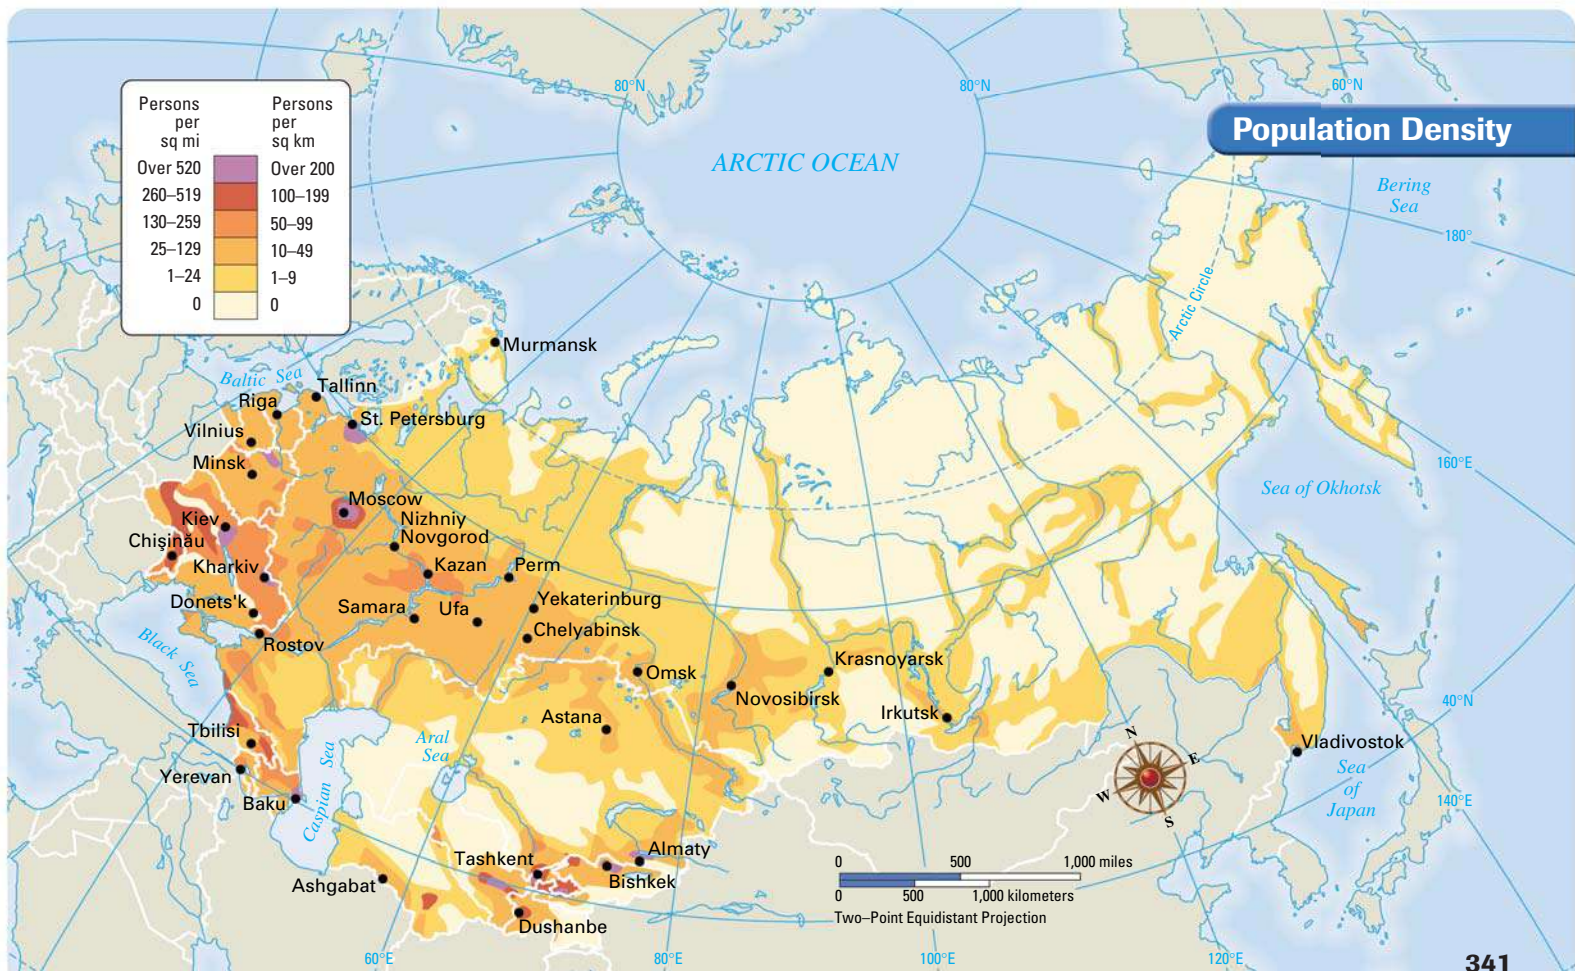 Population Density
Persons
per
sq mi
Persons
per
sq km
Over 520
Over 200
260–519
100–199
130–259
50–99
25–129
10–49
1–24
1–9
0
0
80°N
80°N
60°N
ARCTIC OCEAN
Bering
Sea
180°
Arctic Circle
Murmansk
Baltic Sea
Tallinn
Riga
St. Petersburg
Vilnius
Minsk
160°E
Sea of Okhotsk
Moscow
Kiev
Nizhniy
Novgorod
Chişinău
Kharkiv
Kazan
Perm
Donets'k
Samara
Ufa
Yekaterinburg
Chelyabinsk
Rostov
Black Sea
Omsk
Krasnoyarsk
Novosibirsk
Irkutsk
40°N
Astana
Tbilisi
Aral
Sea
Caspian Sea
Vladivostok
Yerevan
Sea
of
Japan
Baku
140°E
N
E
W
S
Tashkent
Almaty
Bishkek
Ashgabat
Dushanbe
0
500
1,000 miles
0
500
1,000 kilometers
Two–Point Equidistant Projection
60°E
80°E
100°E
120°E
341